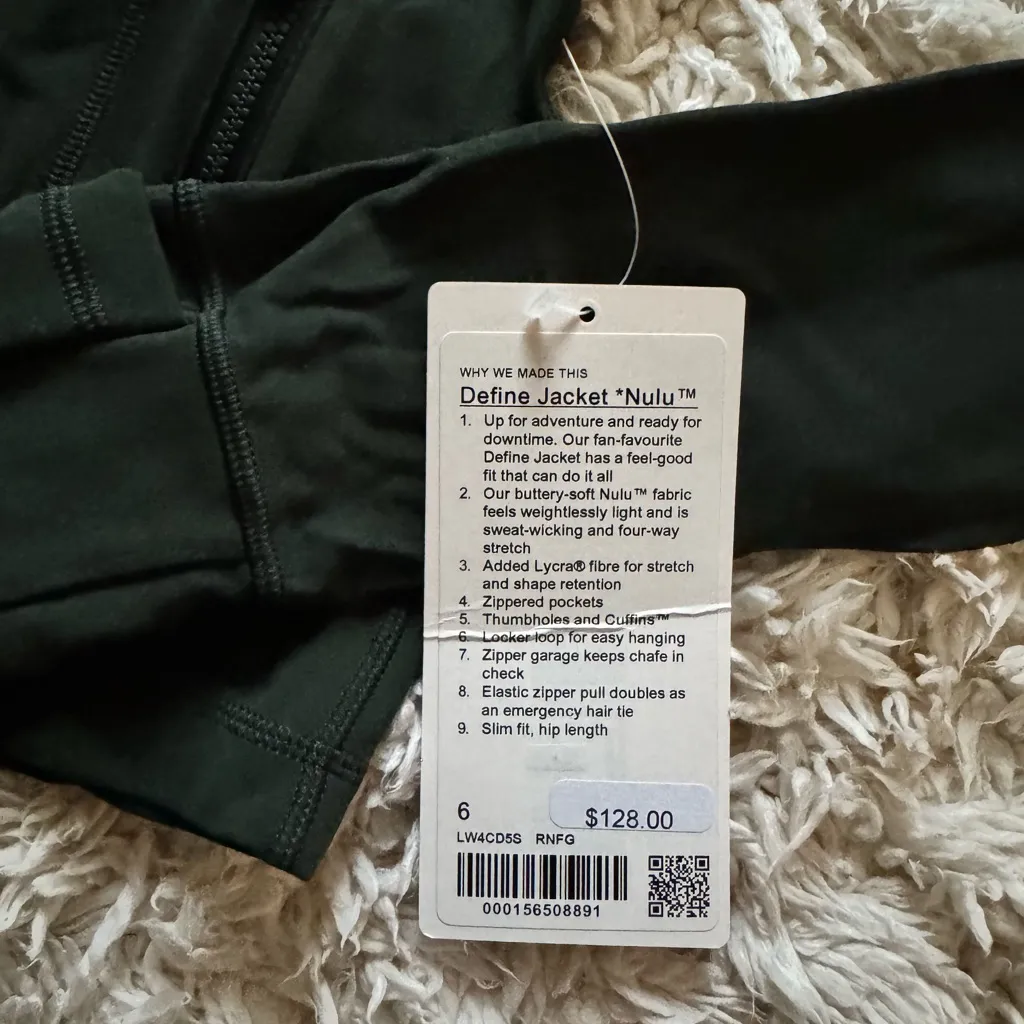 WHY WE MADE THIS
Define Jacket *Nulu™
1. Up for adventure and ready for
downtime. Our fan-favourite
Define Jacket has a feel-good
fit that can do it all
2. Our buttery-soft Nulu™ fabric
feels weightlessly light and is
sweat-wicking and four-way
stretch
3. Added Lycra® fibre for stretch
and shape retention
4. Zippered pockets
5. Thumbholes and Cuffins™
6. Locker loop for easy hanging
7. Zipper garage keeps chafe in
check
8. Elastic zipper pull doubles as
an emergency hair tie
9. Slim fit, hip length
6 $128.00
LW4CD5S RNFG
000156508891